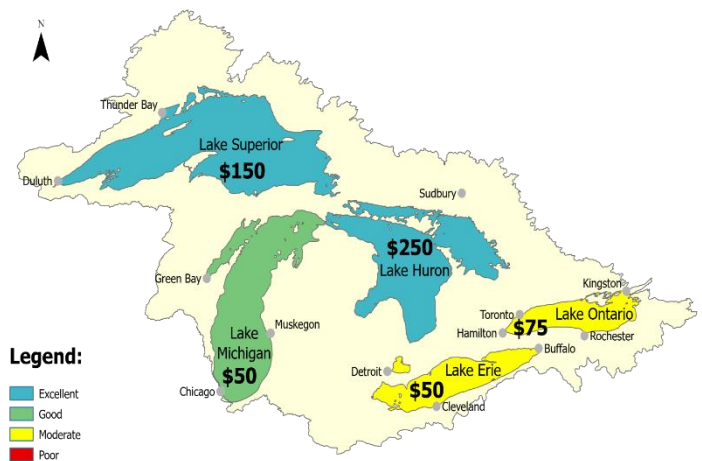 N
Thunder Bay
Lake Superior
$150
Duluth
Sudbury
$250
Lake Huron
Green Bay
Kingston
Toronto
Lake Ontario
Hamilton
$75
Rochester
Muskegon
Lake
Michigan
$50
Buffalo
Detroit
Lake Erie
$50
Chicago
Cleveland
Legend:
Excellent
Good
Moderate
Poor